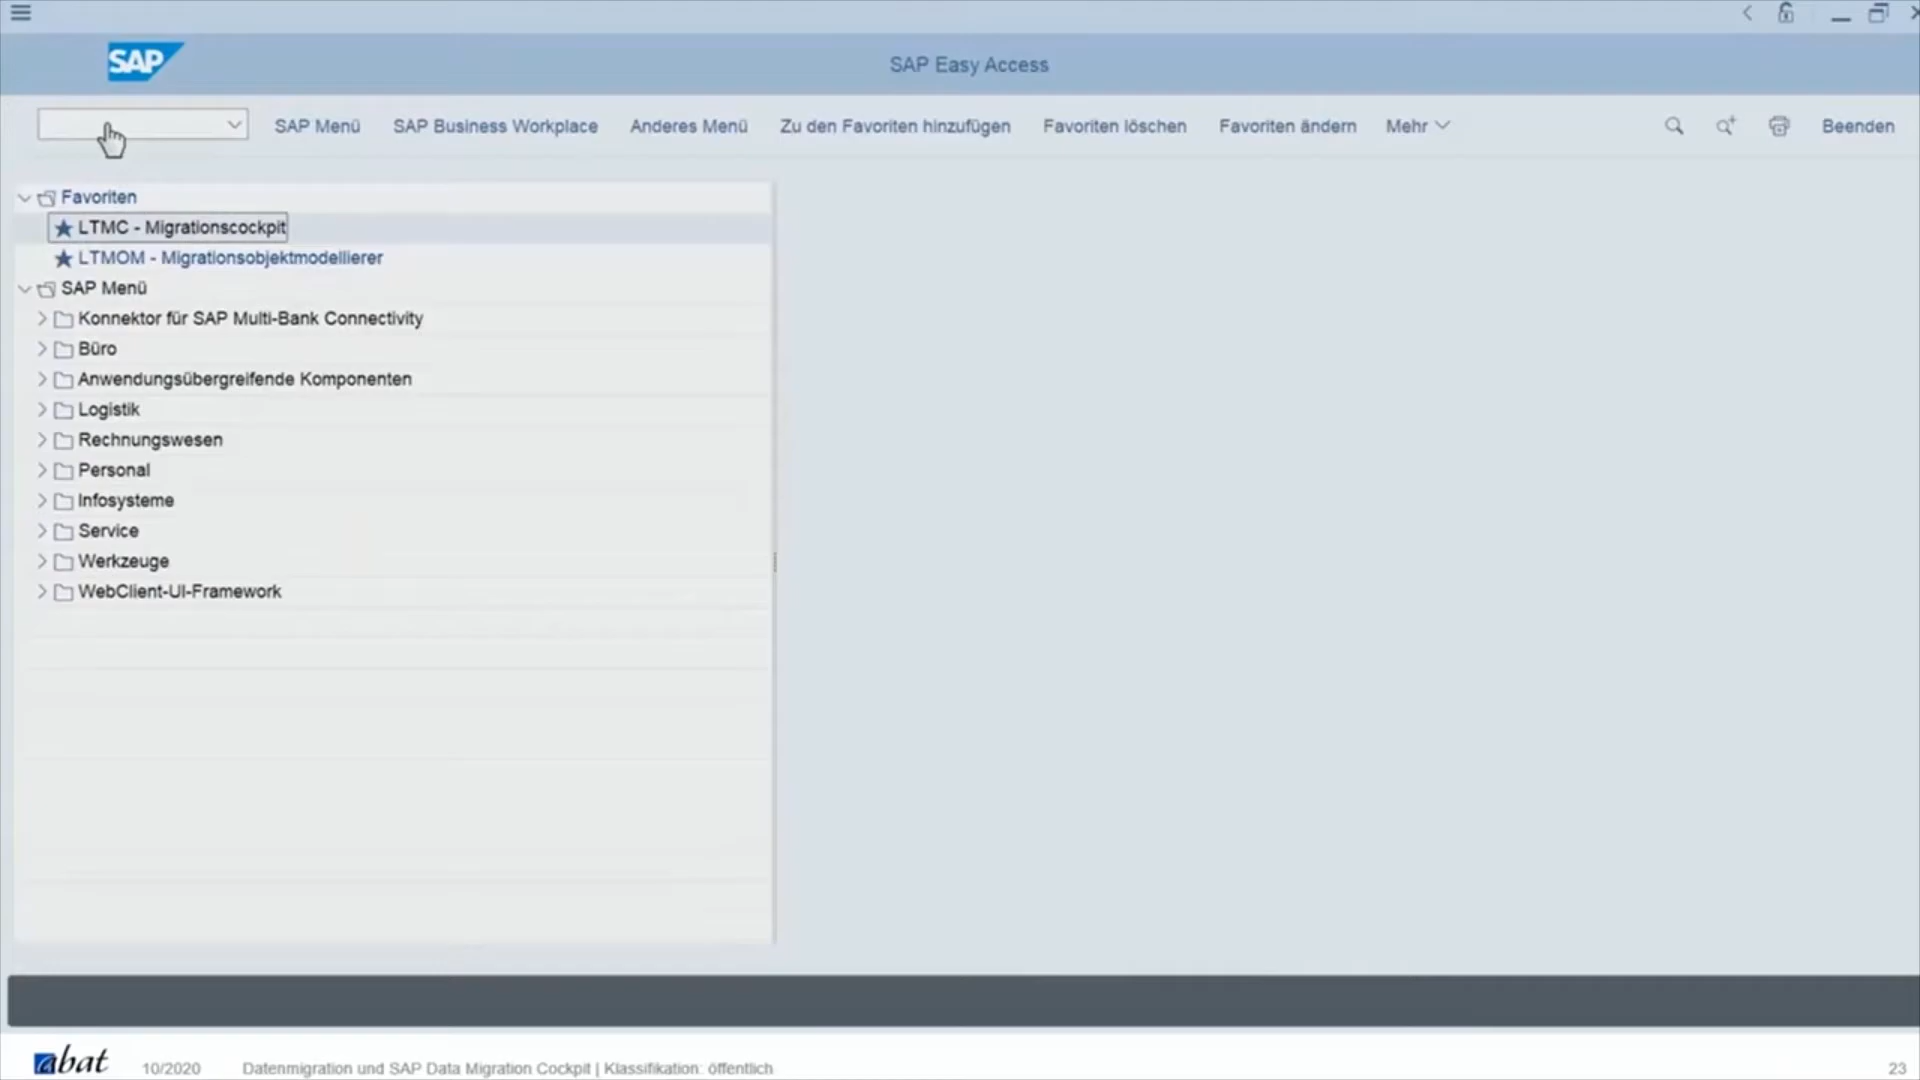 SAP
SAP Easy Access
SAP Menü SAP Business Workplace Anderes Menü Zu den Favoriten hinzufügen Favoriten löschen Favoriten ändern Mehr Beenden
Favoriten
LTMC - Migrationscockpit
LTMOM - Migrationsobjektmodellierer
SAP Menü
Konnektor für SAP Multi-Bank Connectivity
Büro
Anwendungsübergreifende Komponenten
Logistik
Rechnungswesen
Personal
Infosysteme
Service
Werkzeuge
WebClient-UI-Framework
abat 10/2020 Datenmigration und SAP Data Migration Cockpit | Klassifikation: öffentlich 23